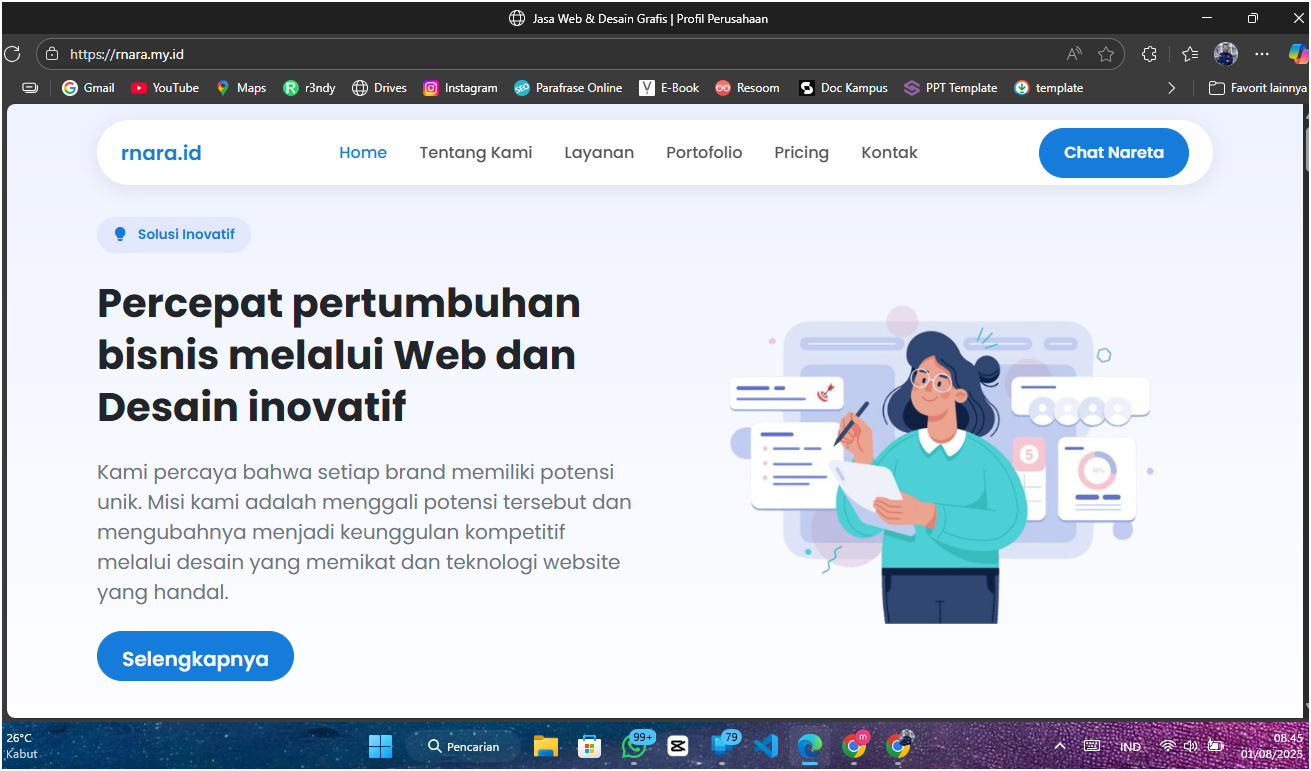 Jasa Web & Desain Grafis | Profil Perusahaan
https://rnara.my.id
Gmail YouTube Maps r3ndy Drives Instagram Parafrase Online E-Book Resoom Doc Kampus PPT Template template Favorit lainnya
rnara.id Home Tentang Kami Layanan Portofolio Pricing Kontak Chat Nareta
Solusi Inovatif
Percepat pertumbuhan
bisnis melalui Web dan
Desain inovatif
Kami percaya bahwa setiap brand memiliki potensi
unik. Misi kami adalah menggali potensi tersebut dan
mengubahnya menjadi keunggulan kompetitif
melalui desain yang memikat dan teknologi website
yang handal.
Selengkapnya
5
26°C
Kabut
Pencarian
99+
79
m
IND
08.45
01/08/2025